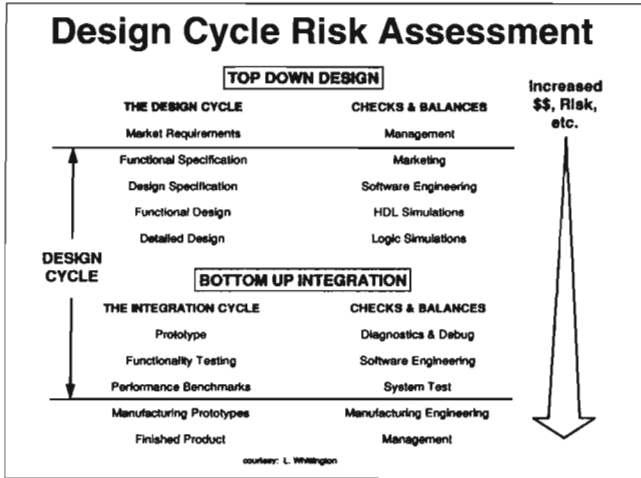 Design Cycle Risk Assessment
TOP DOWN DESIGN
Increased
$$, Risk,
etc.
THE DESIGN CYCLE CHECKS & BALANCES
Market Requirements Management
Functional Specification Marketing
Design Specification Software Engineering
Functional Design HDL Simulations
Detailed Design Logic Simulations
DESIGN
CYCLE
BOTTOM UP INTEGRATION
THE INTEGRATION CYCLE CHECKS & BALANCES
Prototype Diagnostics & Debug
Functionality Testing Software Engineering
Performance Benchmarks System Test
Manufacturing Prototypes Manufacturing Engineering
Finished Product Management
courtesy: L. Whittington